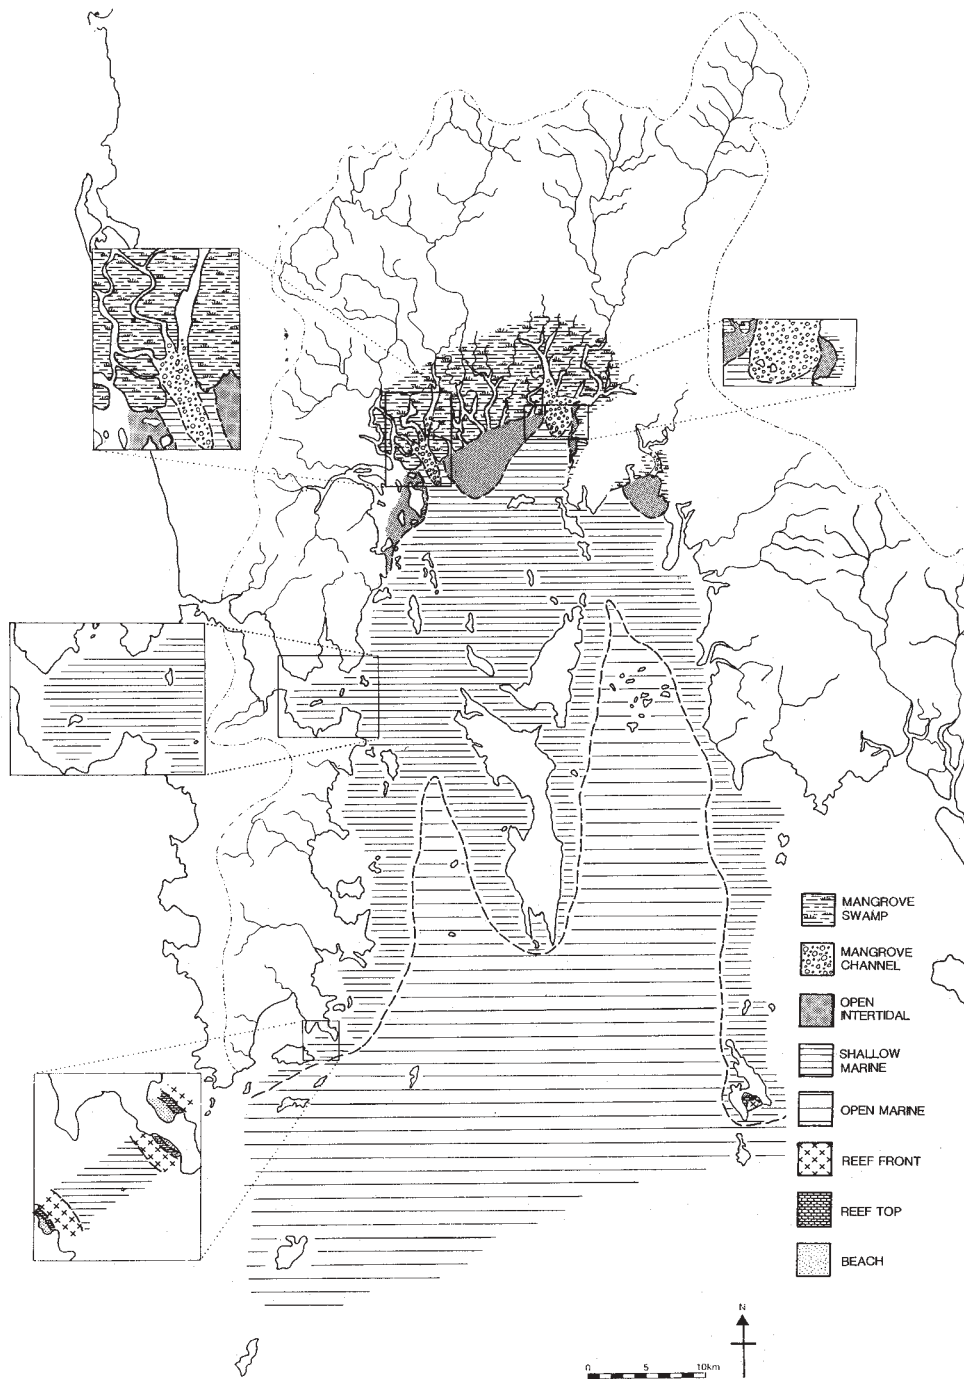 MANGROVE
SWAMP
MANGROVE
CHANNEL
OPEN
INTERTIDAL
SHALLOW
MARINE
OPEN MARINE
REEF FRONT
REEF TOP
BEACH
N
0 5 10km